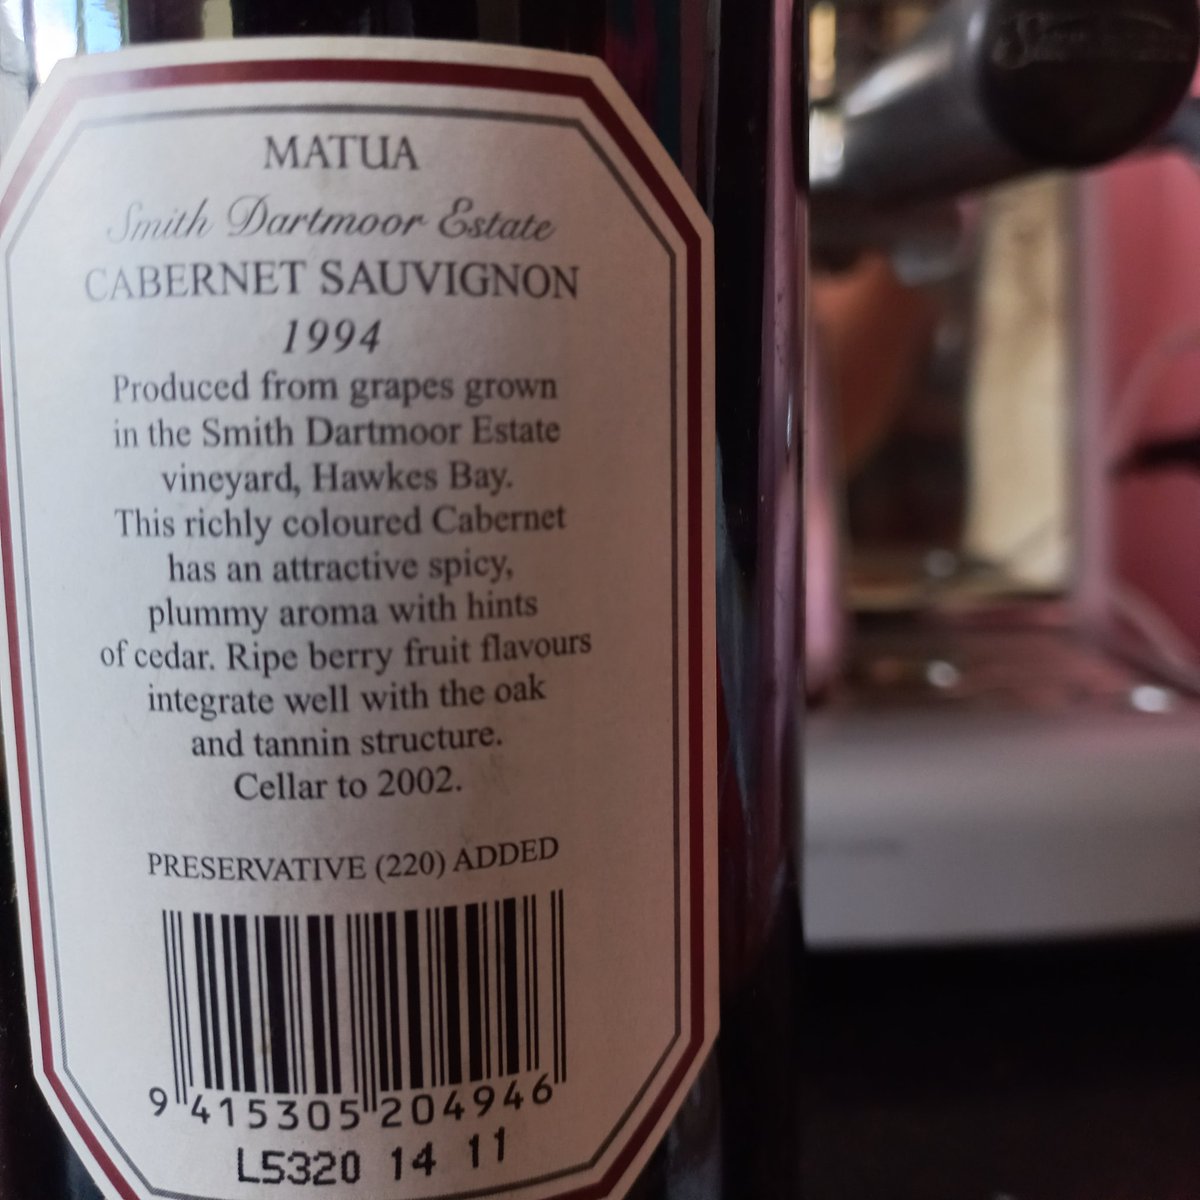 MATUA
Smith Dartmoor Estate
CABERNET SAUVIGNON
1994
Produced from grapes grown
in the Smith Dartmoor Estate
vineyard, Hawkes Bay.
This richly coloured Cabernet
has an attractive spicy,
plummy aroma with hints
of cedar. Ripe berry fruit flavours
integrate well with the oak
and tannin structure.
Cellar to 2002.
PRESERVATIVE (220) ADDED
9 415305 204946
L5320 14 11